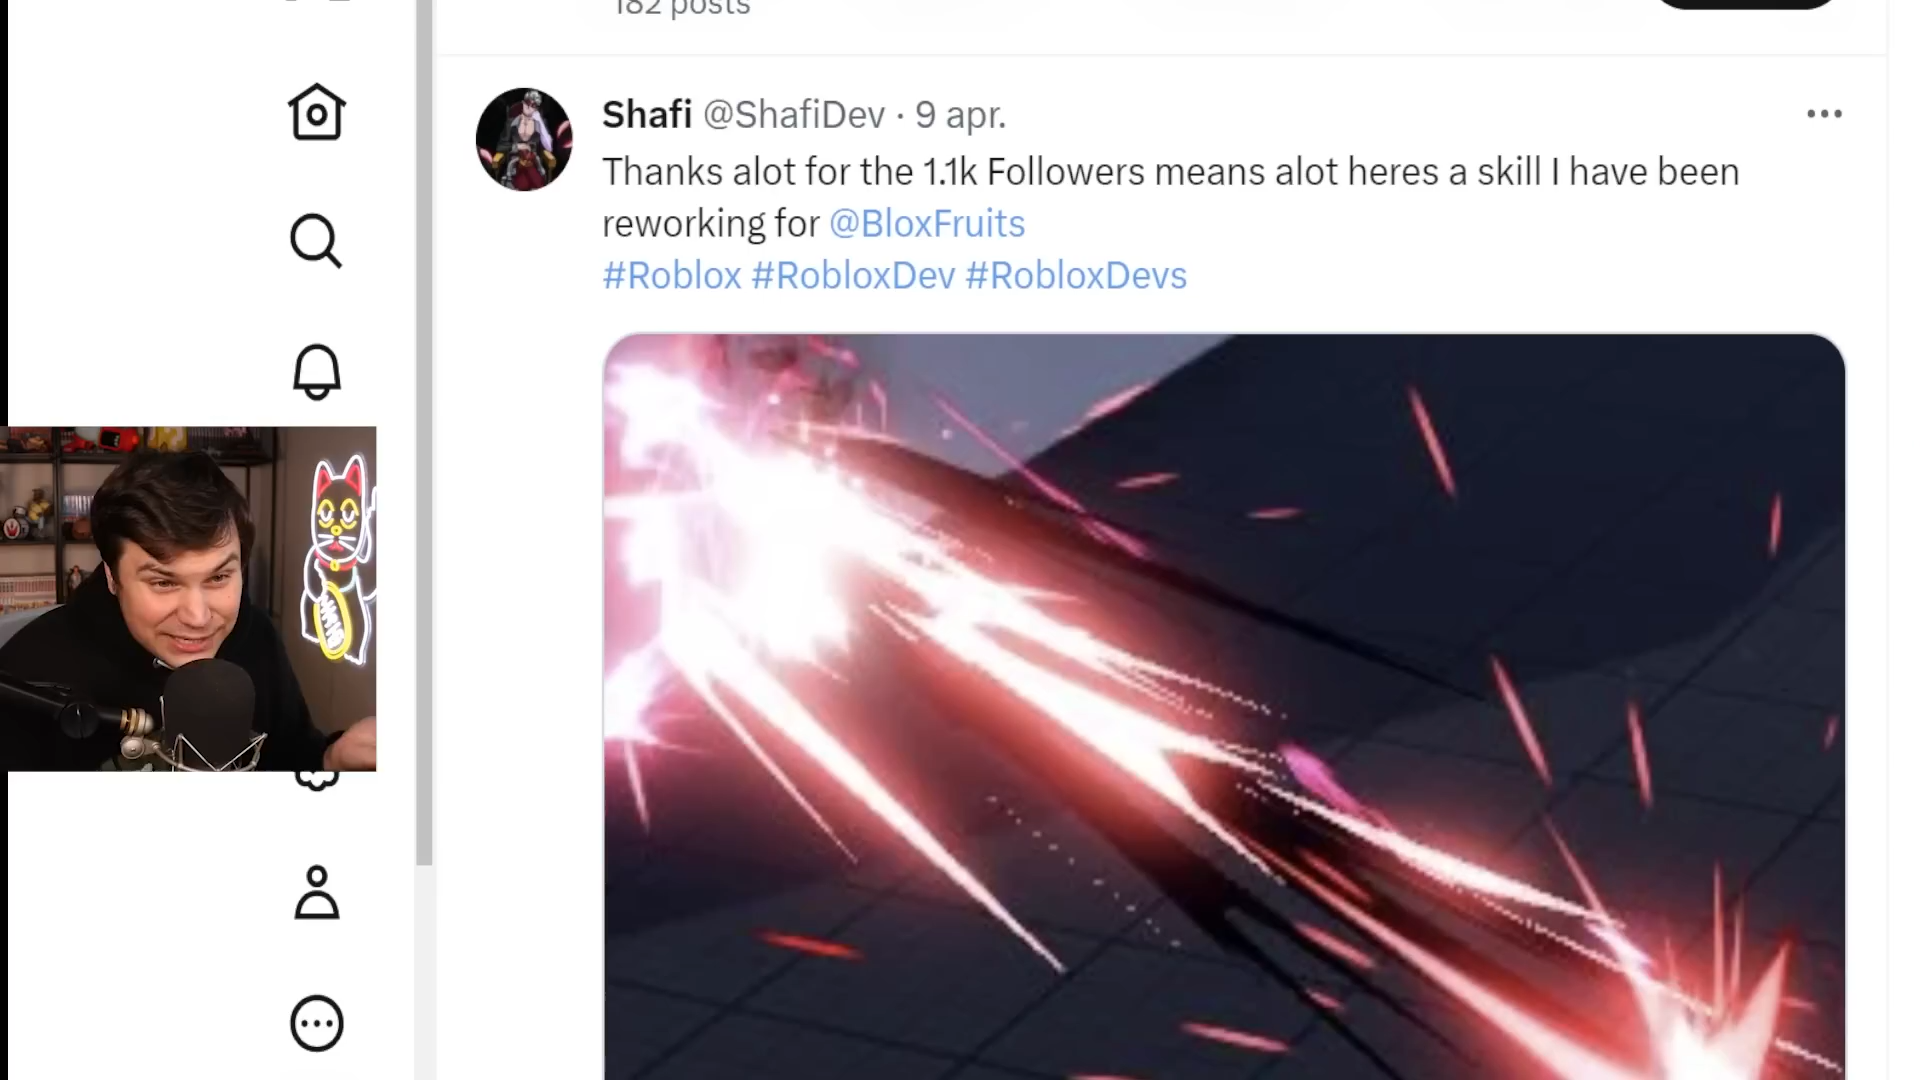 182 posts
Shafi @ShafiDev · 9 apr.
Thanks alot for the 1.1k Followers means alot heres a skill I have been
reworking for @BloxFruits
#Roblox #RobloxDev #RobloxDevs